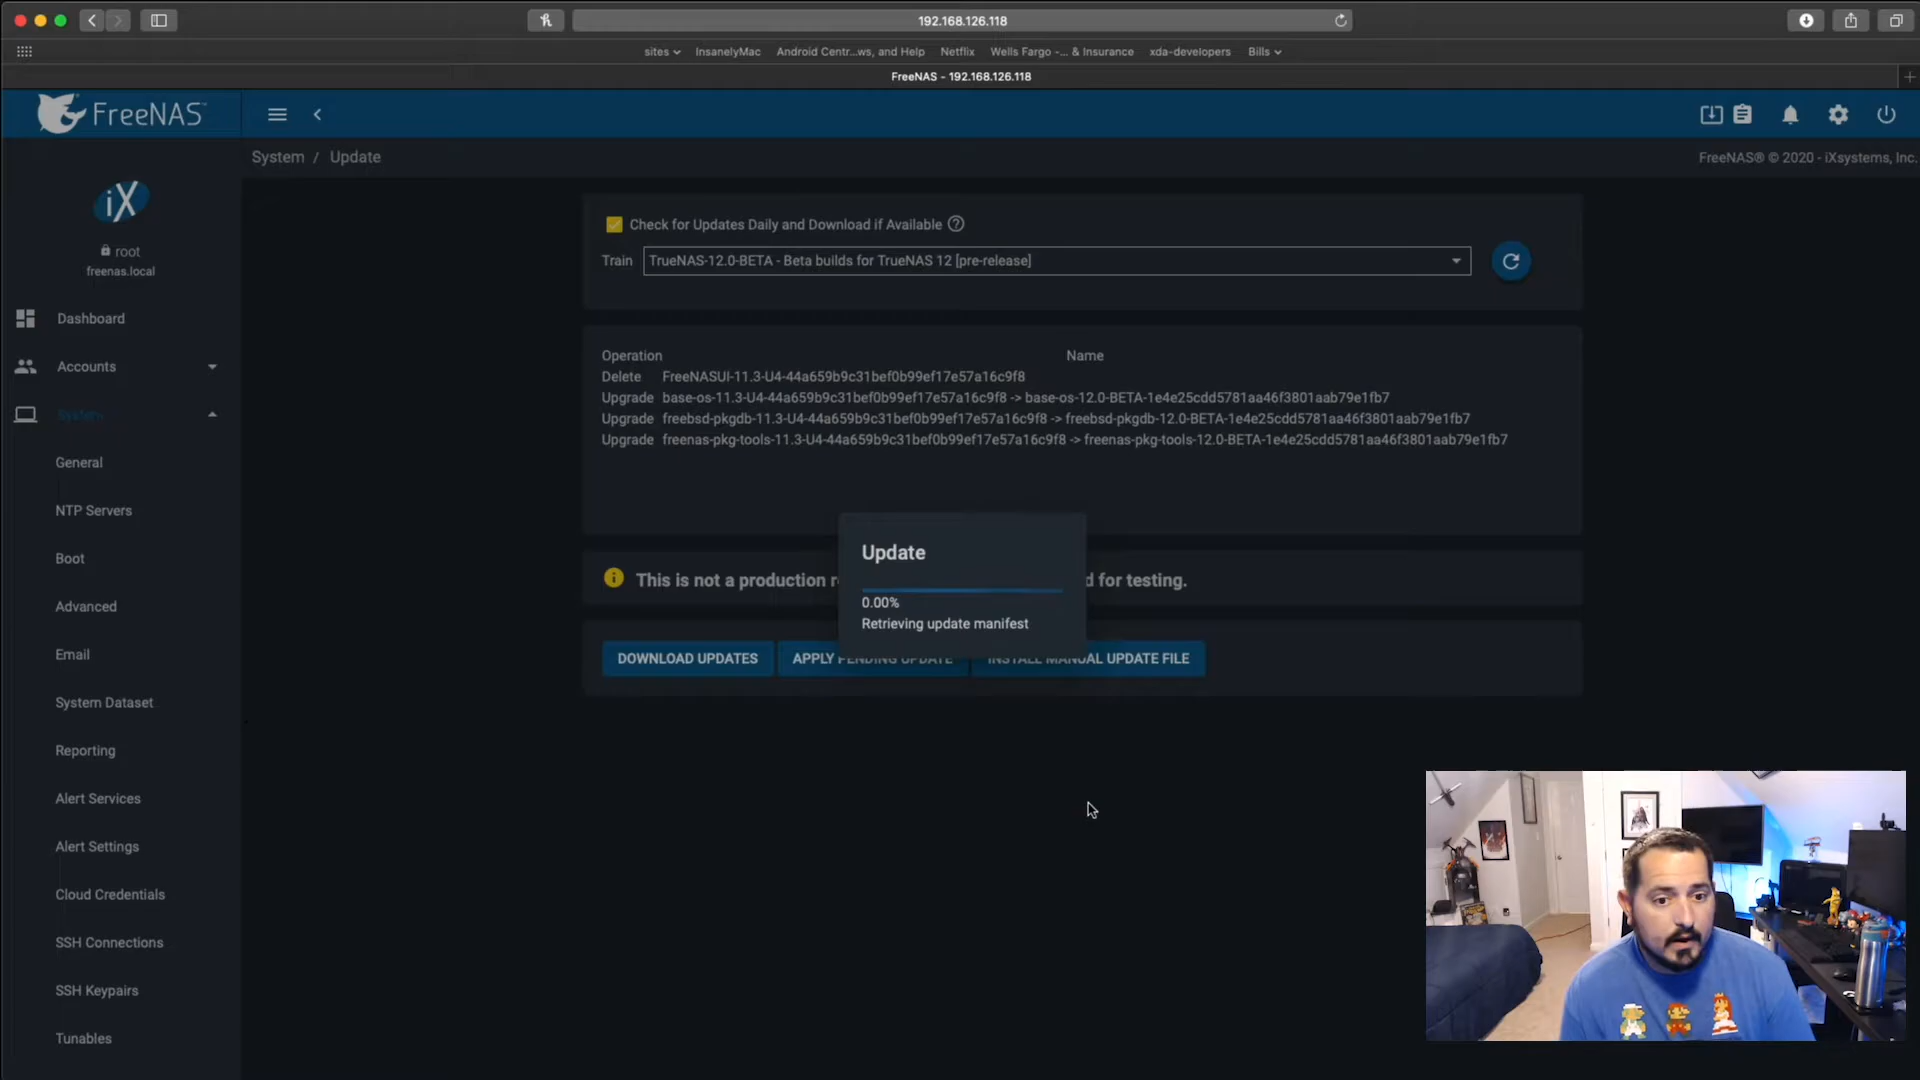 192.168.126.118
sites
InsanelyMac
Android Centr...ws, and Help
Netflix
Wells Fargo -... & Insurance
xda-developers
Bills
FreeNAS - 192.168.126.118
FreeNAS
System / Update
FreeNAS® © 2020 - iXsystems, Inc.
iX
root
freenas.local
Dashboard
Accounts
System
General
NTP Servers
Boot
Advanced
Email
System Dataset
Reporting
Alert Services
Alert Settings
Cloud Credentials
SSH Connections
SSH Keypairs
Tunables
Check for Updates Daily and Download if Available
Train
TrueNAS-12.0-BETA - Beta builds for TrueNAS 12 [pre-release]
Operation Name
Delete FreeNASUI-11.3-U4-44a659b9c31bef0b99ef17e57a16c9f8
Upgrade base-os-11.3-U4-44a659b9c31bef0b99ef17e57a16c9f8 -> base-os-12.0-BETA-1e4e25cdd5781aa46f3801aab79e1fb7
Upgrade freebsd-pkgdb-11.3-U4-44a659b9c31bef0b99ef17e57a16c9f8 -> freebsd-pkgdb-12.0-BETA-1e4e25cdd5781aa46f3801aab79e1fb7
Upgrade freenas-pkg-tools-11.3-U4-44a659b9c31bef0b99ef17e57a16c9f8 -> freenas-pkg-tools-12.0-BETA-1e4e25cdd5781aa46f3801aab79e1fb7
This is not a production for testing.
Update
0.00%
Retrieving update manifest
DOWNLOAD UPDATES
APPLY PENDING UPDATE
INSTALL MANUAL UPDATE FILE